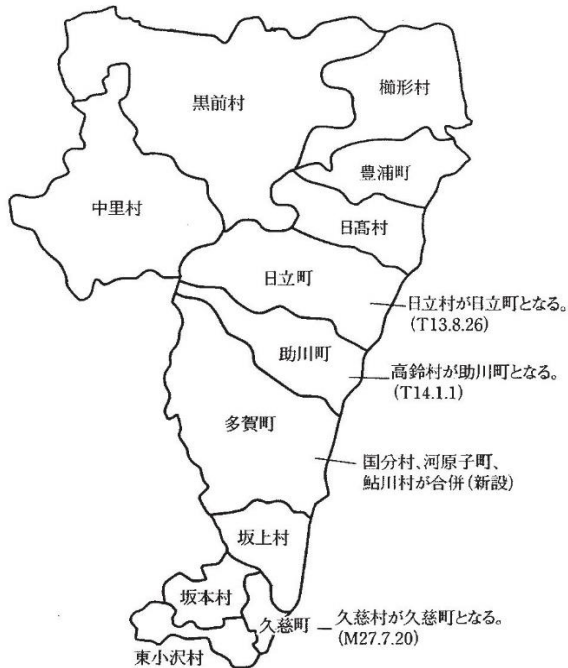 櫛形村
黒前村
豊浦町
中里村
日髙村
日立町
日立村が日立町となる。
(T13.8.26)
助川町
高鈴村が助川町となる。
(T14.1.1)
多賀町
国分村、河原子町、
鮎川村が合併(新設)
坂上村
坂本村
久慈町
久慈村が久慈町となる。
(M27.7.20)
東小沢村